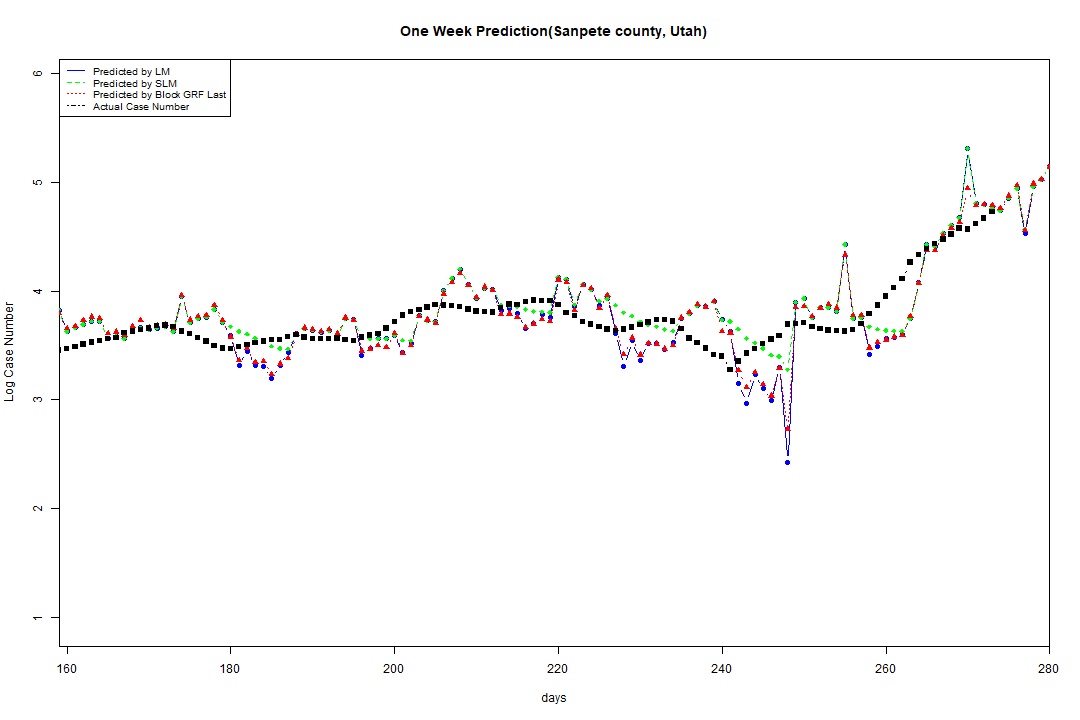 One Week Prediction(Sanpete county, Utah)
Predicted by LM
Predicted by SLM
Predicted by Block GRF Last
Actual Case Number
Log Case Number
6
5
4
3
2
1
160 180 200 220 240 260 280
days